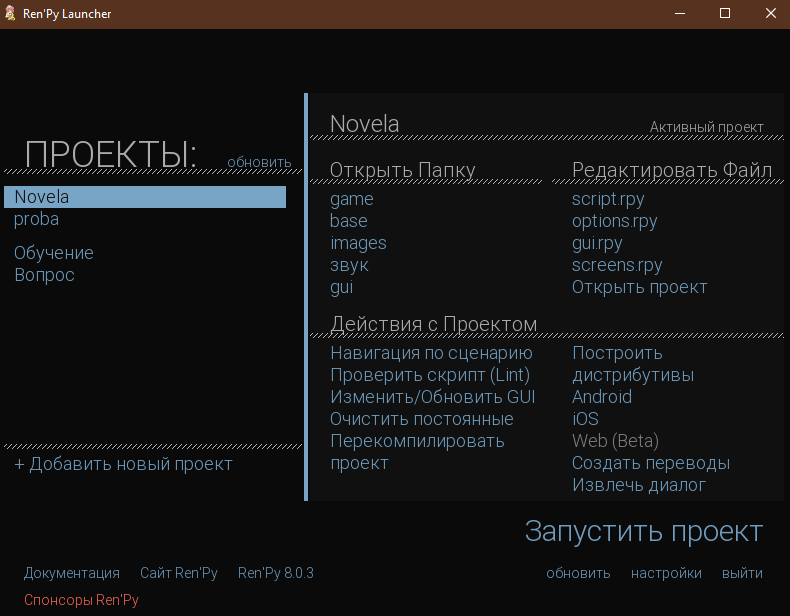 Ren'Py Launcher
ПРОЕКТЫ:
обновить
Novela
proba
Обучение
Вопрос
+ Добавить новый проект
Novela
Активный проект
Открыть Папку
game
base
images
звук
gui
Редактировать Файл
script.rpy
options.rpy
gui.rpy
screens.rpy
Открыть проект
Действия с Проектом
Навигация по сценарию
Проверить скрипт (Lint)
Изменить/Обновить GUI
Очистить постоянные
Перекомпилировать
проект
Построить
дистрибутивы
Android
iOS
Web (Beta)
Создать переводы
Извлечь диалог
Запустить проект
Документация
Сайт Ren'Py
Ren'Py 8.0.3
обновить
настройки
выйти
Спонсоры Ren'Py